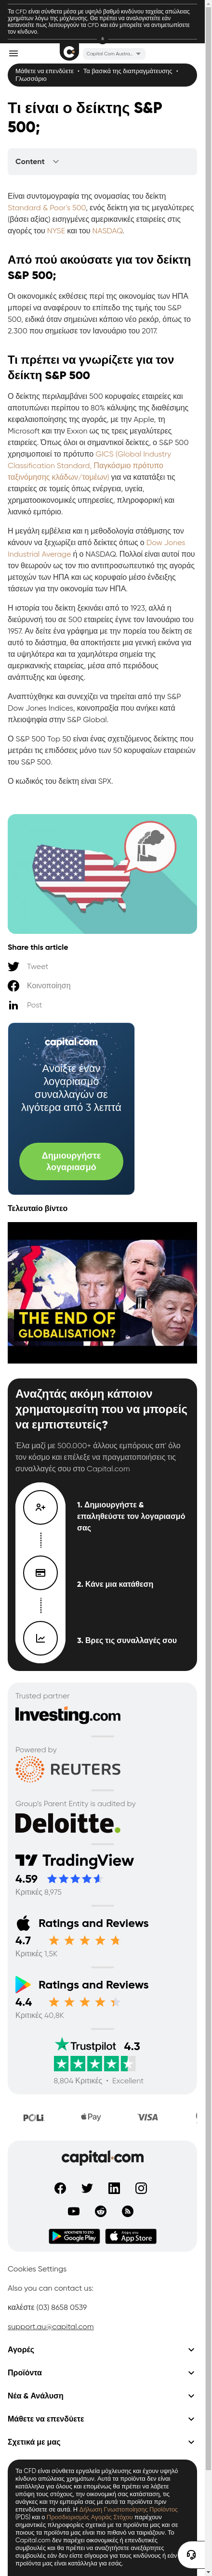 Τα CFD είναι σύνθετα μέσα με υψηλό βαθμό κινδύνου ταχείας απώλειας
χρημάτων λόγω της μόχλευσης. Θα πρέπει να αναλογιστείτε εάν
κατανοείτε πως λειτουργούν τα CFD και εάν μπορείτε να αντιμετωπίσετε
τον κίνδυνο.
Capital Com Austra..
Μάθετε να επενδύετε • Τα βασικά της διαπραγμάτευσης •
Γλωσσάριο
Τι είναι ο δείκτης S&P
500;
Content
Είναι συντομογραφία της ονομασίας του δείκτη
Standard & Poor's 500, ενός δείκτη για τις μεγαλύτερες
(βάσει αξίας) εισηγμένες αμερικανικές εταιρείες στις
αγορές του NYSE και του NASDAQ.
Από πού ακούσατε για τον δείκτη
S&P 500;
Οι οικονομικές εκθέσεις περί της οικονομίας των ΗΠΑ
μπορεί να αναφέρουν το επίπεδο της τιμής του S&P
500, ειδικά όταν σημειώνει κάποιο νέο ρεκόρ, όπως το
2.300 που σημείωσε τον Ιανουάριο του 2017.
Τι πρέπει να γνωρίζετε για τον
δείκτη S&P 500
Ο δείκτης περιλαμβάνει 500 κορυφαίες εταιρείες και
αποτυπώνει περίπου το 80% κάλυψης της διαθέσιμης
κεφαλαιοποίησης της αγοράς, με την Apple, τη
Microsoft και την Exxon ως τις τρεις μεγαλύτερες
εταιρείες. Όπως όλοι οι σημαντικοί δείκτες, ο S&P 500
χρησιμοποιεί το πρότυπο GICS (Global Industry
Classification Standard, Παγκόσμιο πρότυπο
ταξινόμησης κλάδων/τομέων) για να κατατάξει τις
εταιρείες σε τομείς όπως ενέργεια, υγεία,
χρηματοοικονομικές υπηρεσίες, πληροφορική και
λιανικό εμπόριο.
Η μεγάλη εμβέλεια και η μεθοδολογία στάθμισης τον
κάνουν να ξεχωρίζει από δείκτες όπως ο Dow Jones
Industrial Average ή ο NASDAQ. Πολλοί είναι αυτοί που
τον θεωρούν ως τον πλέον αντιπροσωπευτικό της αγοράς
μετοχών των ΗΠΑ και ως κορυφαίο μέσο ένδειξης
τάσεων για την οικονομία των ΗΠΑ.
Η ιστορία του δείκτη ξεκινάει από το 1923, αλλά η
διεύρυνσή του σε 500 εταιρείες έγινε τον Ιανουάριο του
1957. Αν δείτε ένα γράφημα με την πορεία του δείκτη σε
αυτό το διάστημα, θα αποκτήσετε μια γενική εικόνα για
τα υψηλότερα και τα χαμηλότερα σημεία της
αμερικανικής εταιρείας, μέσα από περιόδους
ανάπτυξης και ύφεσης.
Αναπτύχθηκε και συνεχίζει να τηρείται από την S&P
Dow Jones Indices, κοινοπραξία που ανήκει κατά
πλειοψηφία στην S&P Global.
Ο S&P 500 Top 50 είναι ένας σχετιζόμενος δείκτης που
μετράει τις επιδόσεις μόνο των 50 κορυφαίων εταιρειών
του S&P 500.
Ο κωδικός του δείκτη είναι SPX.
Share this article
Tweet
Κοινοποίηση
Post
capital.com
Ανοίξτε έναν
λογαριασμό
συναλλαγών σε
λιγότερο από 3 λεπτά
Δημιουργήστε
λογαριασμό
Τελευταίο βίντεο
THE END OF
GLOBALISATION?
Αναζητάς ακόμη κάποιον
χρηματομεσίτη που να μπορείς
να εμπιστευείς?
Έλα μαζί με 500.000+ άλλους εμπόρους απ' όλο
τον κόσμο και επέλεξε να πραγματοποιήσεις τις
συναλλαγές σου στο Capital.com
1. Δημιουργήστε &
επαληθεύστε τον λογαριασμό
σας
2. Κάνε μια κατάθεση
3. Βρες τις συναλλαγές σου
Trusted partner
Investing.com
Powered by
REUTERS
Group's Parent Entity is audited by
Deloitte.
TradingView
4.59
Κριτικές 8,975
Ratings and Reviews
4.7
Κριτικές 1,5K
Ratings and Reviews
4.4
Κριτικές 40,8K
Trustpilot 4.3
8,804 Κριτικές • Excellent
POLi
Pay
VISA
capital.com
Google Play
App Store
Cookies Settings
Also you can contact us:
καλέστε (03) 8658 0539
support.au@capital.com
Αγορές
Προϊόντα
Νέα & Ανάλυση
Μάθετε να επενδύετε
Σχετικά με μας
Τα CFD είναι σύνθετα εργαλεία μόχλευσης και έχουν υψηλό
κίνδυνο απώλειας χρημάτων. Αυτά τα προϊόντα δεν είναι
κατάλληλα για όλους, επομένως βεβαιωθείτε ότι κατανοείτε τους
υπό τους στόχους, την οικονομική σας κατάσταση, τις
ανάγκες και την εμπειρία σας με αυτά τα προϊόντα πριν
επενδύσετε σε αυτά. Η Δήλωση Γνωστοποίησης Προϊόντος
(PDS) και ο Προσδιορισμός Αγοράς Στόχου παρέχουν
σημαντικές πληροφορίες σχετικά με τα προϊόντα μας και σε
ποιους τα προϊόντα μας είναι πιο πιθανό να ταιριάζουν. Το
Capital.com δεν παρέχει οικονομικές ή επενδυτικές
συμβουλές και θα πρέπει να αναζητήσετε ανεξάρτητες
συμβουλές από ειδικούς εάν δεν είστε σίγουροι εάν τα
προϊόντα μας είναι κατάλληλα για εσάς.